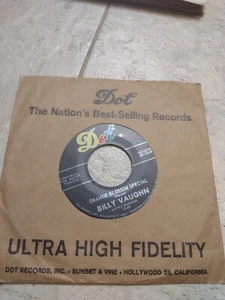 Dot
The Nation's Best-Selling Records
Dot
ORANGE BLOSSOM SPECIAL
BILLY VAUGHN
ULTRA HIGH FIDELITY
DOT RECORDS, INC. • SUNSET & VINE • HOLLYWOOD 28, CALIFORNIA